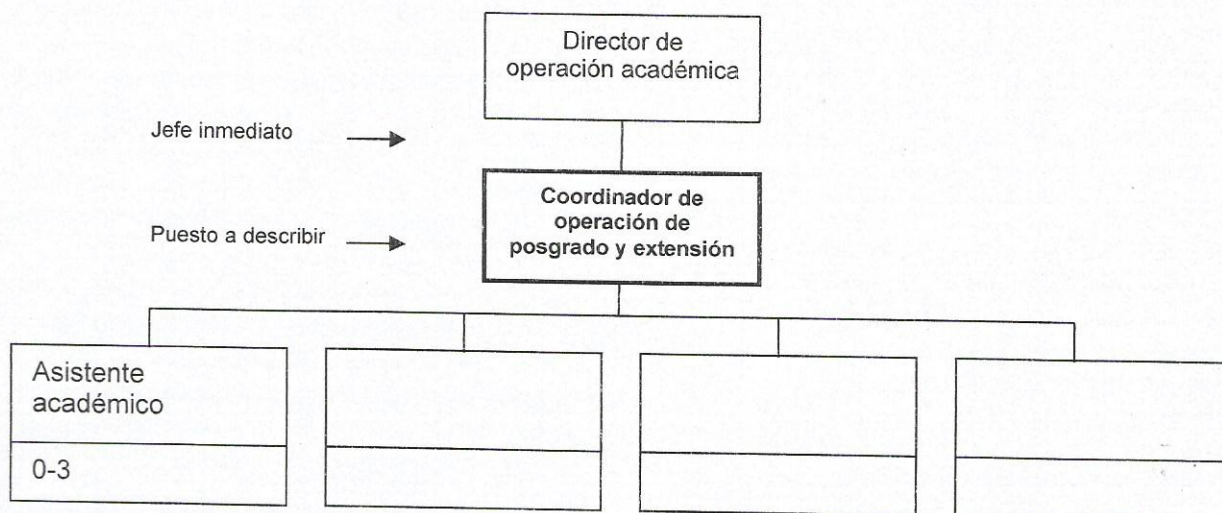 Director de
operación académica
Jefe inmediato
Coordinador de
operación de
posgrado y extensión
Puesto a describir
Asistente
académico
0-3